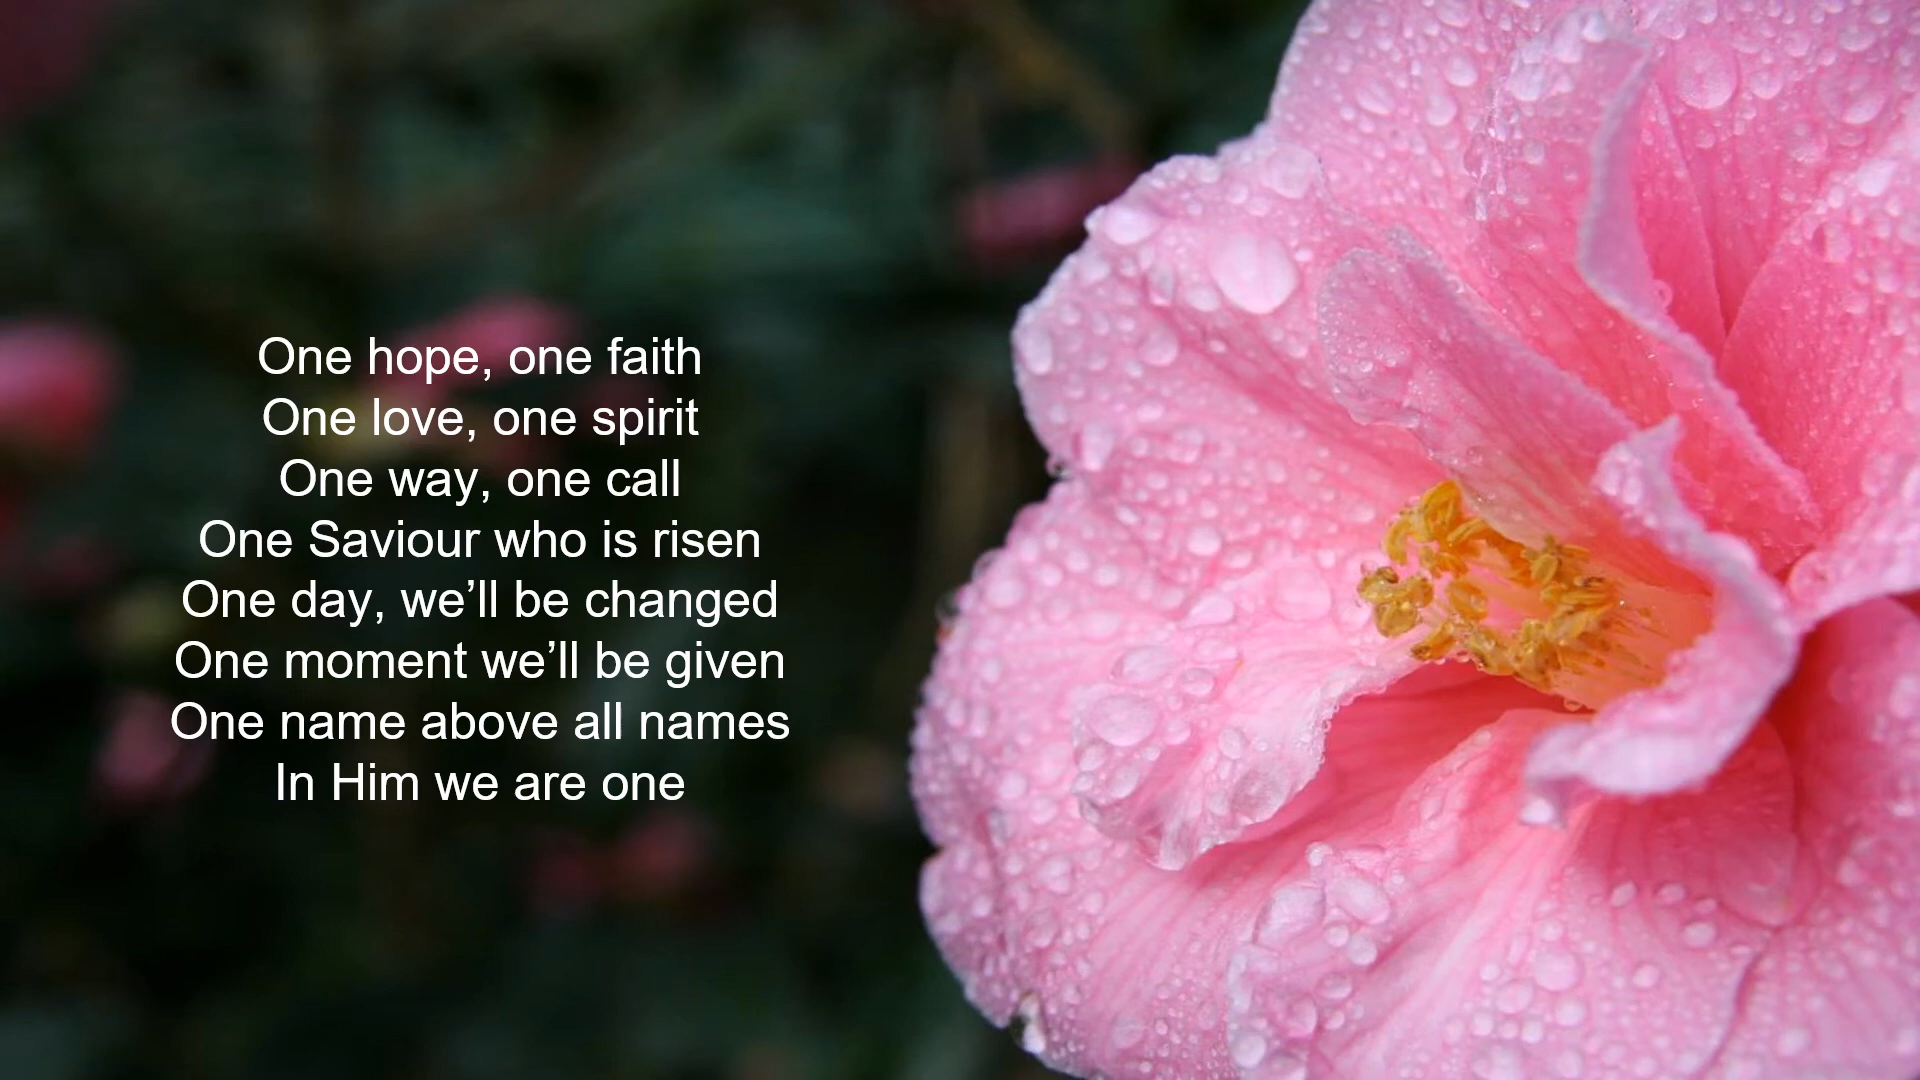 One hope, one faith
One love, one spirit
One way, one call
One Saviour who is risen
One day, we’ll be changed
One moment we’ll be given
One name above all names
In Him we are one